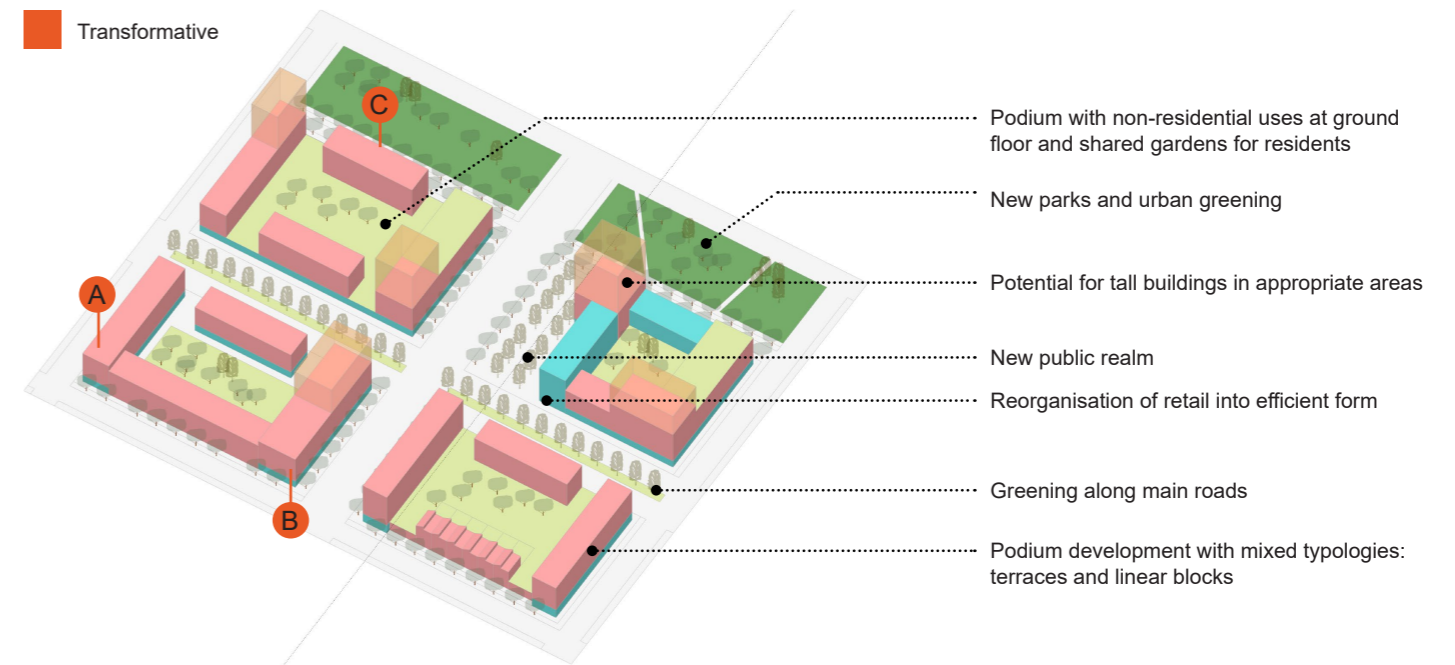 Transformative
C
Podium with non-residential uses at ground
floor and shared gardens for residents
New parks and urban greening
A
Potential for tall buildings in appropriate areas
New public realm
Reorganisation of retail into efficient form
Greening along main roads
B
Podium development with mixed typologies:
terraces and linear blocks